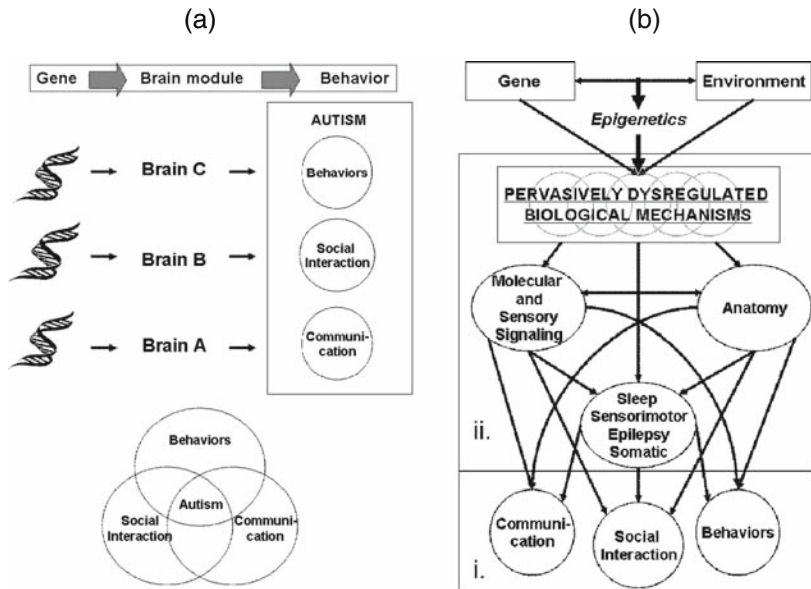 (a)
Gene
Brain module
Behavior
AUTISM
Brain C
Behaviors
Brain B
Social
Interaction
Brain A
Communi-
cation
Behaviors
Autism
Social
Interaction
Communi-
cation
(b)
Gene
Environment
Epigenetics
PERVASIVELY DYSREGULATED
BIOLOGICAL MECHANISMS
Molecular
and
Sensory
Signaling
Anatomy
Sleep
Sensorimotor
Epilepsy
Somatic
ii.
Communi-
cation
Social
Interaction
Behaviors
i.